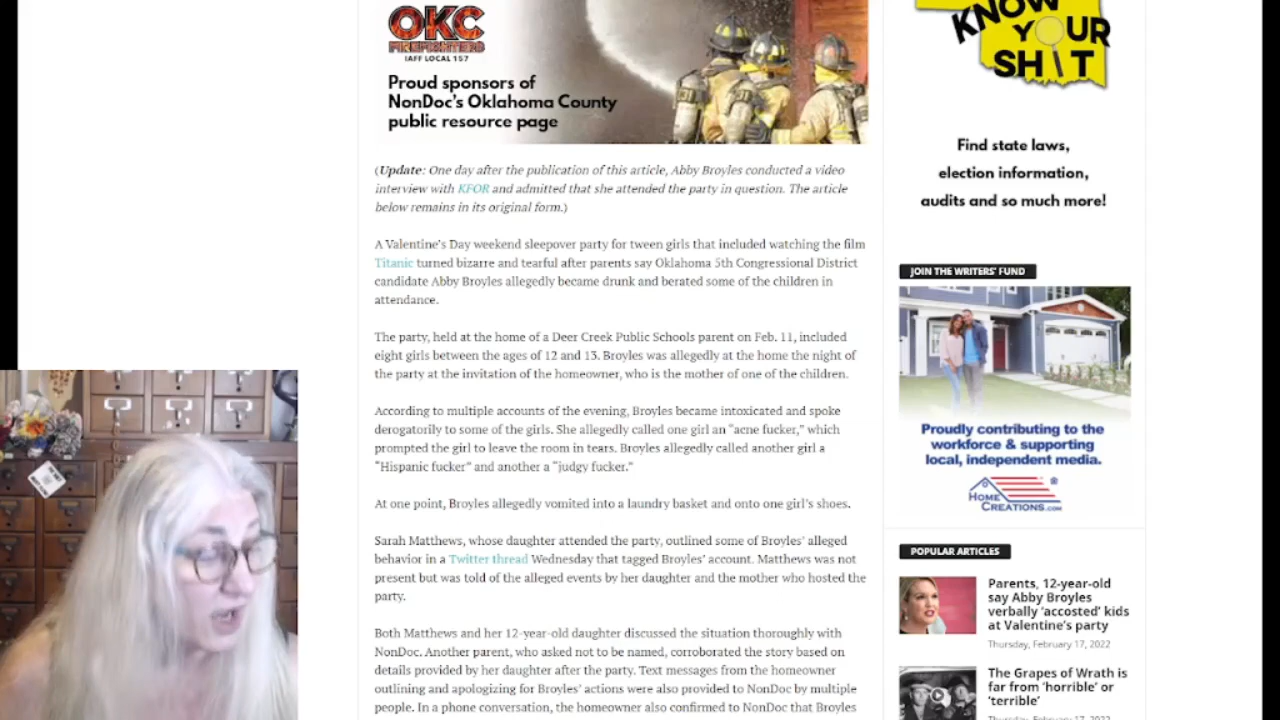 OKC
FIREFIGHTERS
IAFF LOCAL 157
Proud sponsors of
NonDoc's Oklahoma County
public resource page
(Update: One day after the publication of this article, Abby Broyles conducted a video
interview with KFOR and admitted that she attended the party in question. The article
below remains in its original form.)
A Valentine's Day weekend sleepover party for tween girls that included watching the film
Titanic turned bizarre and tearful after parents say Oklahoma 5th Congressional District
candidate Abby Broyles allegedly became drunk and berated some of the children in
attendance.
The party, held at the home of a Deer Creek Public Schools parent on Feb. 11, included
eight girls between the ages of 12 and 13. Broyles was allegedly at the home the night of
the party at the invitation of the homeowner, who is the mother of one of the children.
According to multiple accounts of the evening, Broyles became intoxicated and spoke
derogatorily to some of the girls. She allegedly called one girl an "acne fucker," which
prompted the girl to leave the room in tears. Broyles allegedly called another girl a
"Hispanic fucker" and another a "judgy fucker."
At one point, Broyles allegedly vomited into a laundry basket and onto one girl's shoes.
Sarah Matthews, whose daughter attended the party, outlined some of Broyles' alleged
behavior in a Twitter thread Wednesday that tagged Broyles' account. Matthews was not
present but was told of the alleged events by her daughter and the mother who hosted the
party.
Both Matthews and her 12-year-old daughter discussed the situation thoroughly with
NonDoc. Another parent, who asked not to be named, corroborated the story based on
details provided by her daughter after the party. Text messages from the homeowner
outlining and apologizing for Broyles' actions were also provided to NonDoc by multiple
people. In a phone conversation, the homeowner also confirmed to NonDoc that Broyles
KNOW
YOUR
SH T
Find state laws,
election information,
audits and so much more!
JOIN THE WRITERS' FUND
Proudly contributing to the
workforce & supporting
local, independent media.
HOME
CREATIONS.COM
POPULAR ARTICLES
Parents, 12-year-old
say Abby Broyles
verbally 'accosted' kids
at Valentine's party
Thursday, February 17, 2022
The Grapes of Wrath is
far from 'horrible' or
'terrible'
Thursday, February 17, 2022